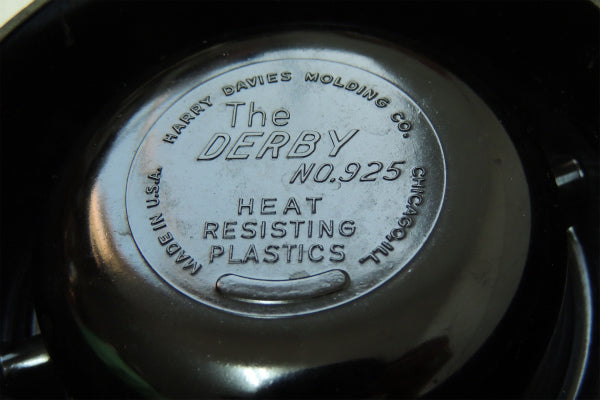 HARRY DAVIES MOLDING CO.
The
DERBY
NO.925
HEAT
RESISTING
PLASTICS
MADE IN U.S.A.
CHICAGO, ILL.